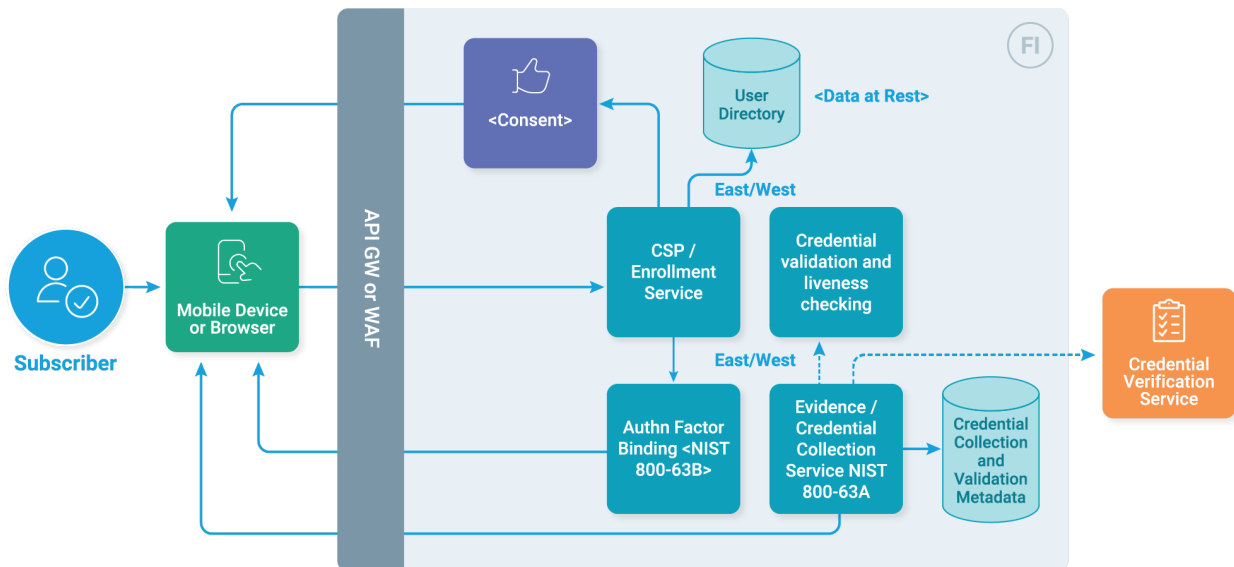 FI
<Consent>
User
Directory
<Data at Rest>
East/West
API GW or WAF
Subscriber
Mobile Device
or Browser
CSP /
Enrollment
Service
Credential
validation and
liveness
checking
East/West
Credential
Verification
Service
Authn Factor
Binding <NIST
800-63B>
Evidence /
Credential
Collection
Service NIST
800-63A
Credential
Collection
and
Validation
Metadata